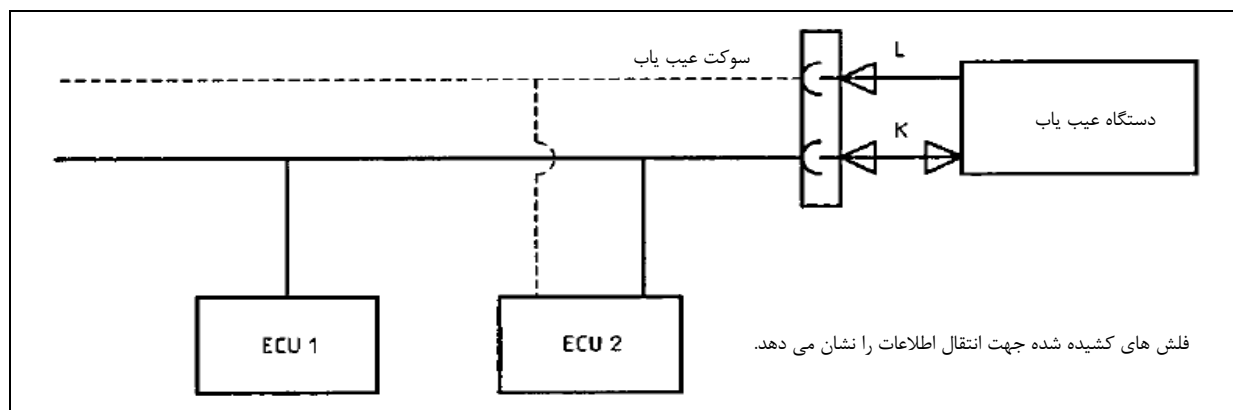 سوکت عیب یاب
L
دستگاه عیب یاب
K
ECU 1
ECU 2
فلش های کشیده شده جهت انتقال اطلاعات را نشان می دهد.